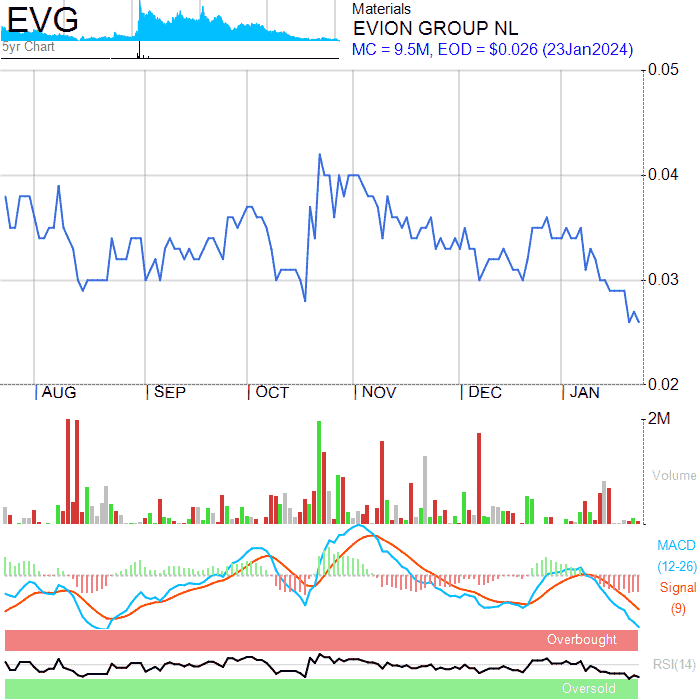 EVG
5yr Chart
Materials
EVION GROUP NL
MC = 9.5M, EOD = $0.026 (23Jan2024)
0.05
0.04
0.03
0.02
AUG SEP OCT NOV DEC JAN
2M
Volume
MACD
(12-26)
Signal
(9)
Overbought
RSI(14)
Oversold